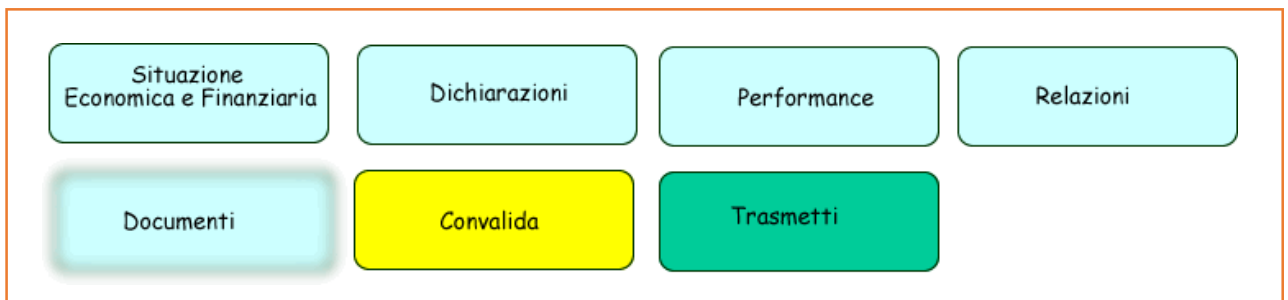 Situazione
Economica e Finanziaria
Dichiarazioni
Performance
Relazioni
Documenti
Convalida
Trasmetti